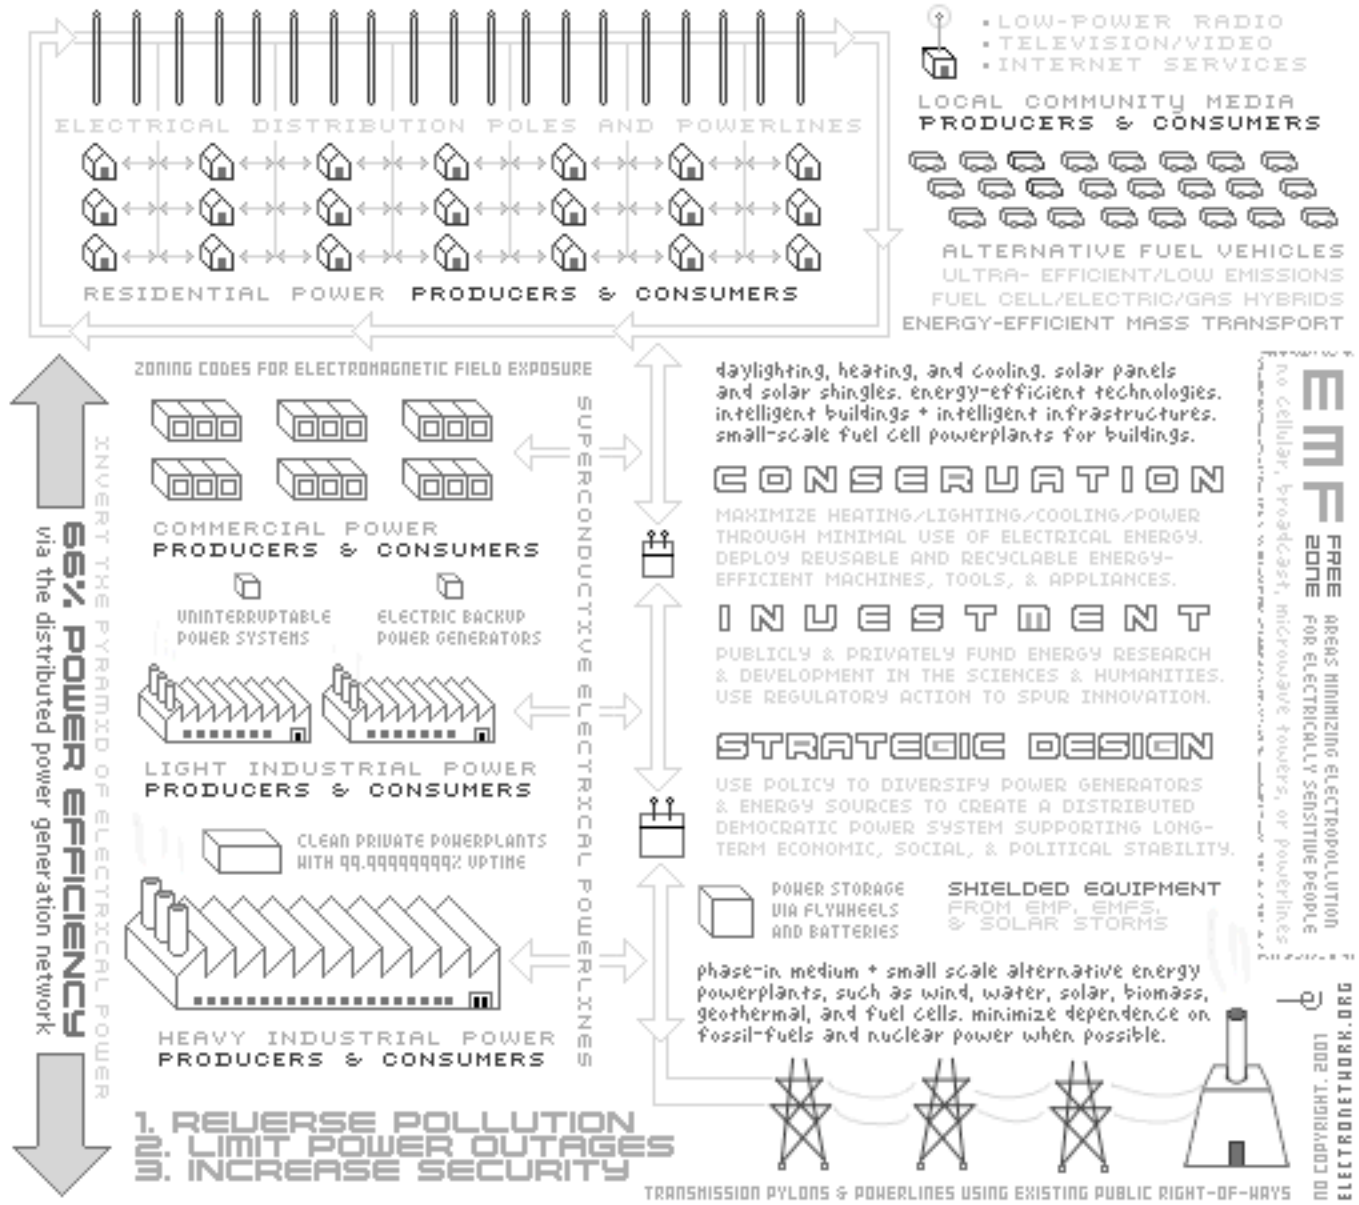 • LOW-POWER RADIO
• TELEVISION/VIDEO
• INTERNET SERVICES
LOCAL COMMUNITY MEDIA
PRODUCERS & CONSUMERS
ELECTRICAL DISTRIBUTION POLES AND POWERLINES
RESIDENTIAL POWER PRODUCERS & CONSUMERS
ALTERNATIVE FUEL VEHICLES
ULTRA- EFFICIENT/LOW EMISSIONS
FUEL CELL/ELECTRIC/GAS HYBRIDS
ENERGY-EFFICIENT MASS TRANSPORT
ZONING CODES FOR ELECTROMAGNETIC FIELD EXPOSURE
COMMERCIAL POWER
PRODUCERS & CONSUMERS
UNINTERRUPTABLE
POWER SYSTEMS
ELECTRIC BACKUP
POWER GENERATORS
LIGHT INDUSTRIAL POWER
PRODUCERS & CONSUMERS
CLEAN PRIVATE POWERPLANTS
WITH 99.99999999% UPTIME
HEAVY INDUSTRIAL POWER
PRODUCERS & CONSUMERS
SUPERCONDUCTIVE ELECTRICAL POWERLINES
INVERT THE PYRAMID OF ELECTRICAL POWER
66% POWER EFFICIENCY
via the distributed power generation network
1. REVERSE POLLUTION
2. LIMIT POWER OUTAGES
3. INCREASE SECURITY
daylighting, heating, and cooling. solar panels
and solar shingles. energy-efficient technologies.
intelligent buildings + intelligent infrastructures.
small-scale fuel cell powerplants for buildings.
CONSERVATION
MAXIMIZE HEATING/LIGHTING/COOLING/POWER
THROUGH MINIMAL USE OF ELECTRICAL ENERGY.
DEPLOY REUSABLE AND RECYCLABLE ENERGY-
EFFICIENT MACHINES, TOOLS, & APPLIANCES.
INVESTMENT
PUBLICLY & PRIVATELY FUND ENERGY RESEARCH
& DEVELOPMENT IN THE SCIENCES & HUMANITIES.
USE REGULATORY ACTION TO SPUR INNOVATION.
STRATEGIC DESIGN
USE POLICY TO DIVERSIFY POWER GENERATORS
& ENERGY SOURCES TO CREATE A DISTRIBUTED
DEMOCRATIC POWER SYSTEM SUPPORTING LONG-
TERM ECONOMIC, SOCIAL, & POLITICAL STABILITY.
POWER STORAGE
VIA FLYWHEELS
AND BATTERIES
SHIELDED EQUIPMENT
FROM EMP, EMFS,
& SOLAR STORMS
phase-in medium + small scale alternative energy
powerplants, such as wind, water, solar, biomass,
geothermal, and fuel cells. minimize dependence on
fossil-fuels and nuclear power when possible.
TRANSMISSION PYLONS & POWERLINES USING EXISTING PUBLIC RIGHT-OF-WAYS
EMF
FREE
ZONE
AREAS MINIMIZING ELECTROPOLLUTION
FOR ELECTRICALLY SENSITIVE PEOPLE
no cellular, broadcast, microwave towers, or powerlines
ELECTRONETWORK.ORG
NO COPYRIGHT. 2001